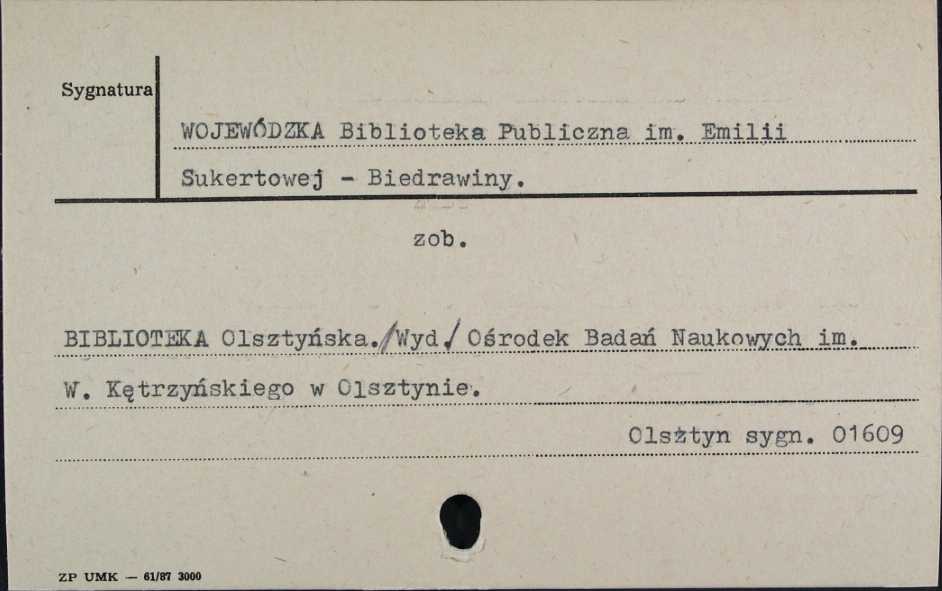 Sygnatura
WOJEWÓDZKA Biblioteka Publiczna im. Emilii
Sukertowej - Biedrawiny.
zob.
BIBLIOTEKA Olsztyńska./Wyd./ Ośrodek Badań Naukowych im.
W. Kętrzyńskiego w Olsztynie.
Olsztyn sygn. 01609
ZP UMK — 61/87 3000